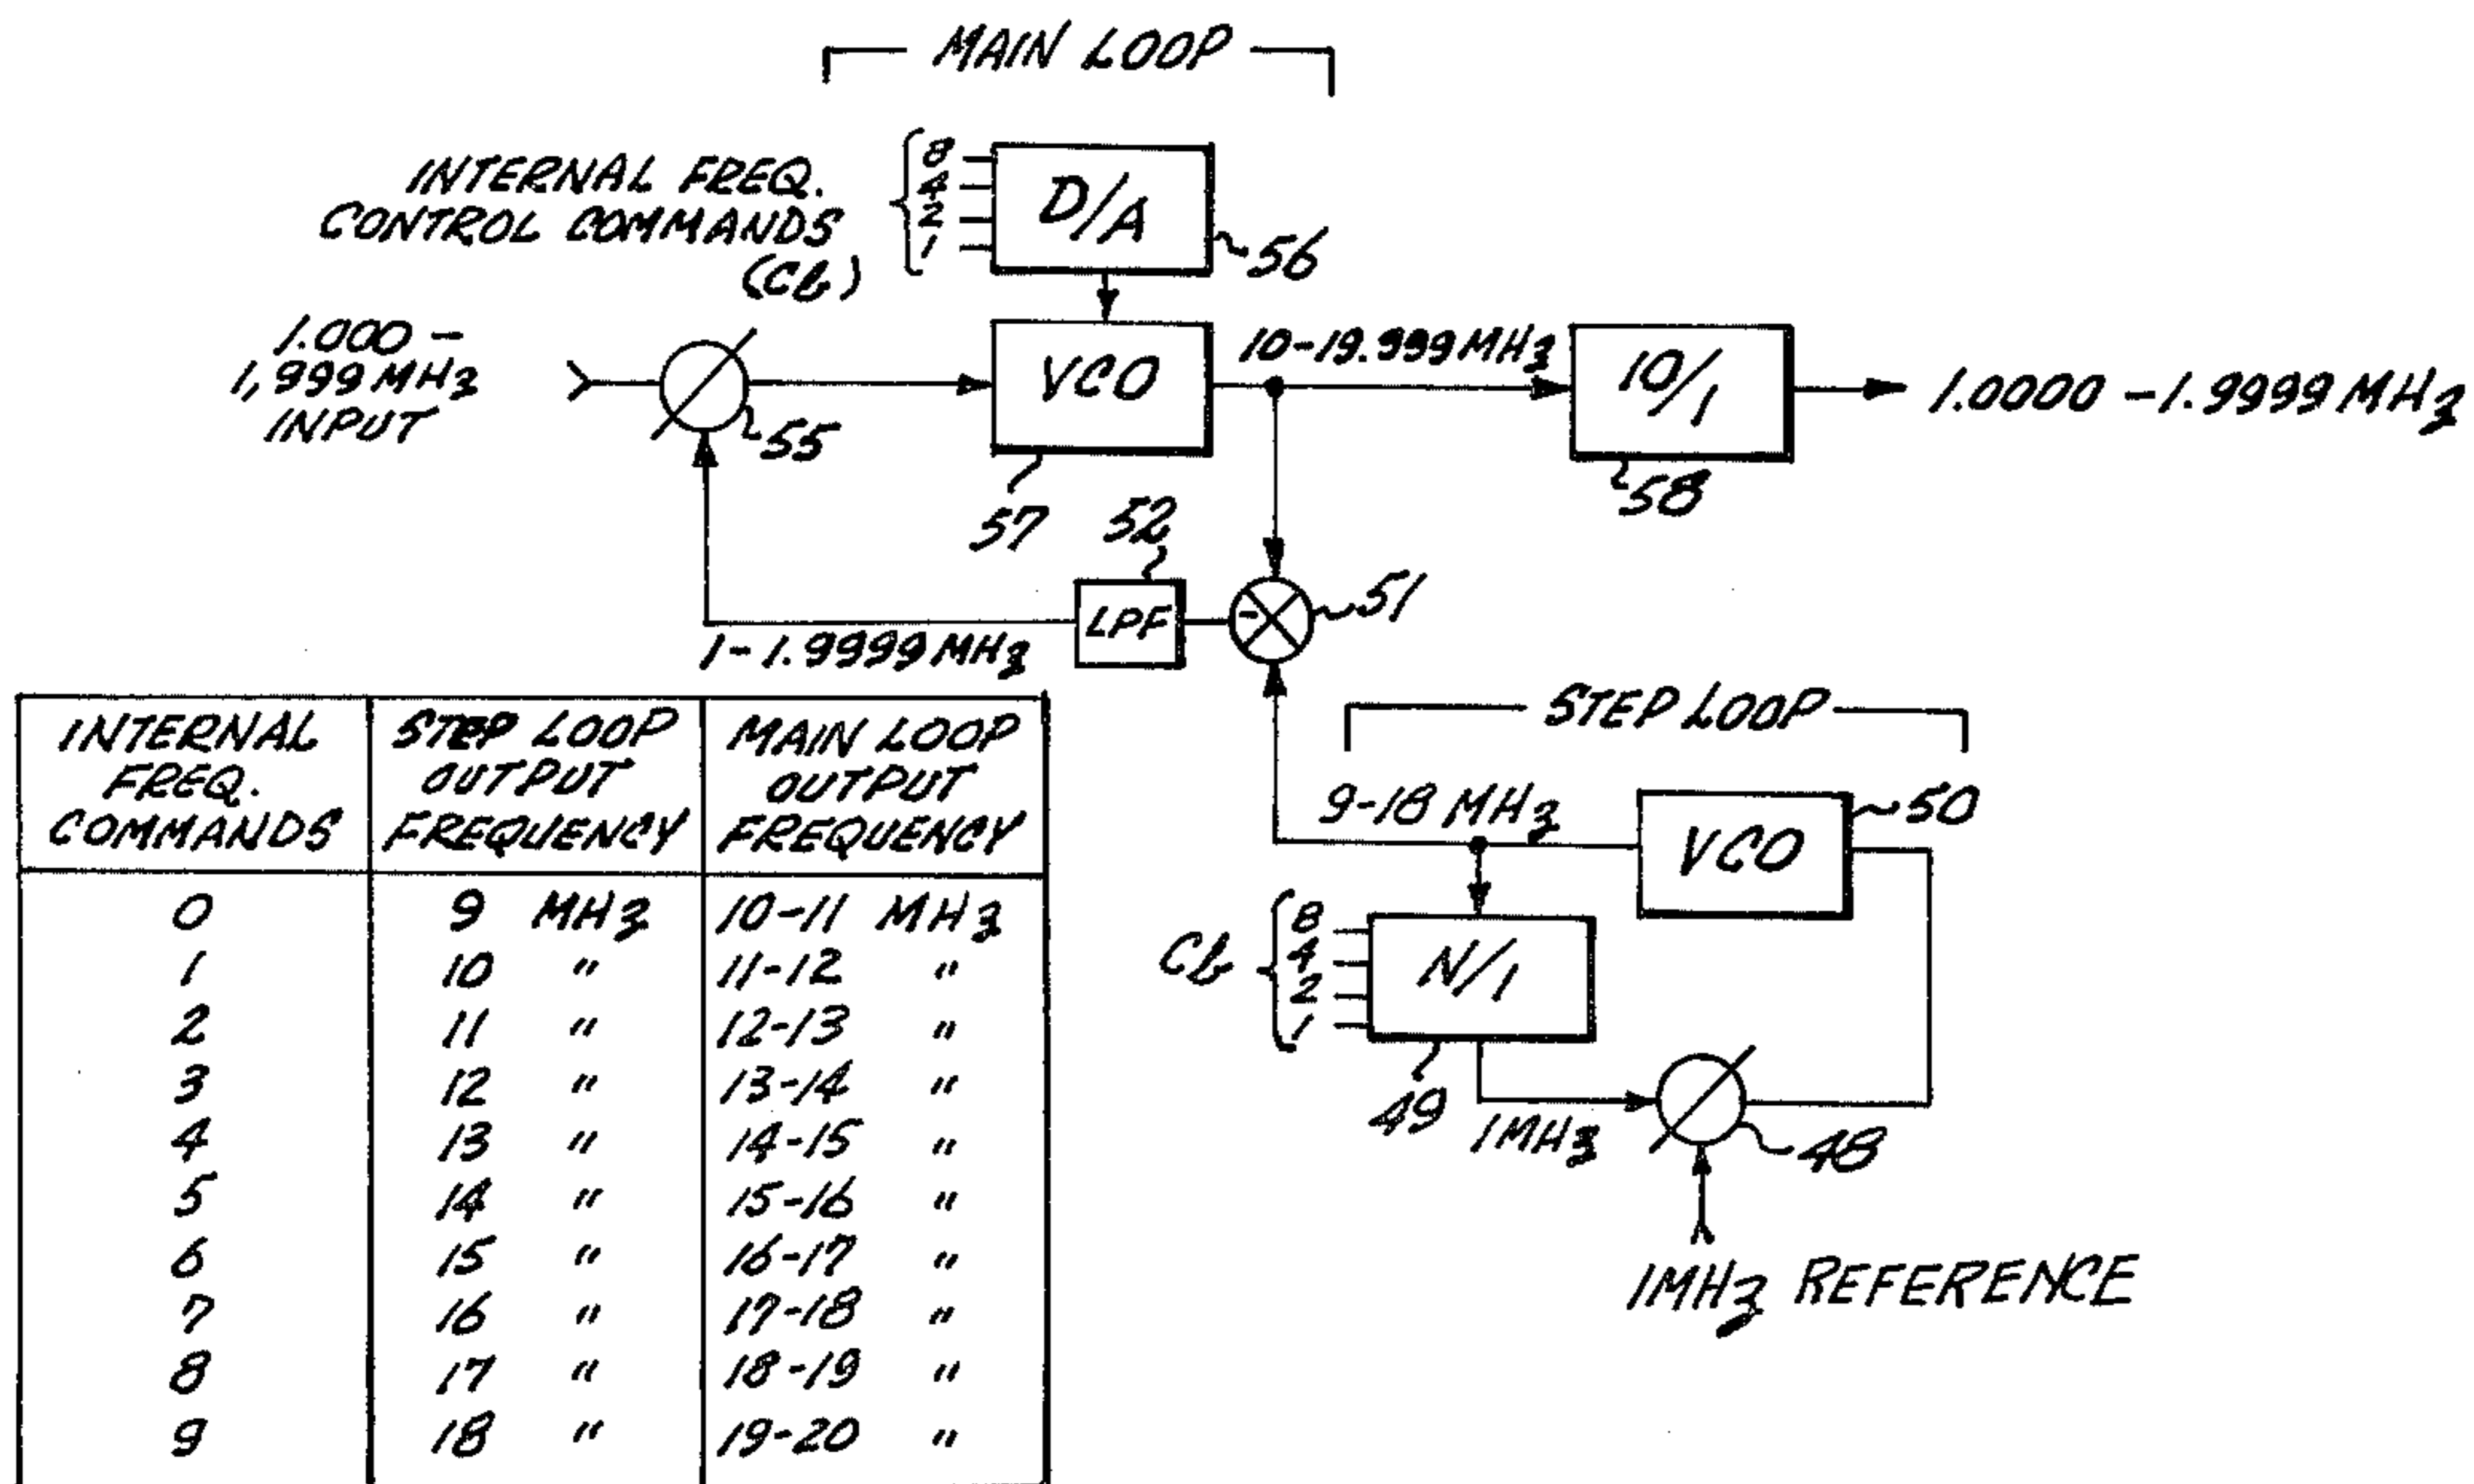 MAIN LOOP
INTERNAL FREQ.
CONTROL COMMANDS
(Cb)
8
4
2
1
D/A
56
1.000 -
1,999 MHz
INPUT
55
VCO
57
10-19.999 MHz
10/1
58
1.0000 - 1.9999 MHz
52
LPF
-
51
1-1.9999 MHz
STEP LOOP
9-18 MHz
VCO
50
Cb
8
4
2
1
N/1
49
1MHz
48
1MHz REFERENCE
INTERNAL FREQ. COMMANDS STEP LOOP OUTPUT FREQUENCY MAIN LOOP OUTPUT FREQUENCY
0 9 MHz 10-11 MHz
1 10 " 11-12 "
2 11 " 12-13 "
3 12 " 13-14 "
4 13 " 14-15 "
5 14 " 15-16 "
6 15 " 16-17 "
7 16 " 17-18 "
8 17 " 18-19 "
9 18 " 19-20 "